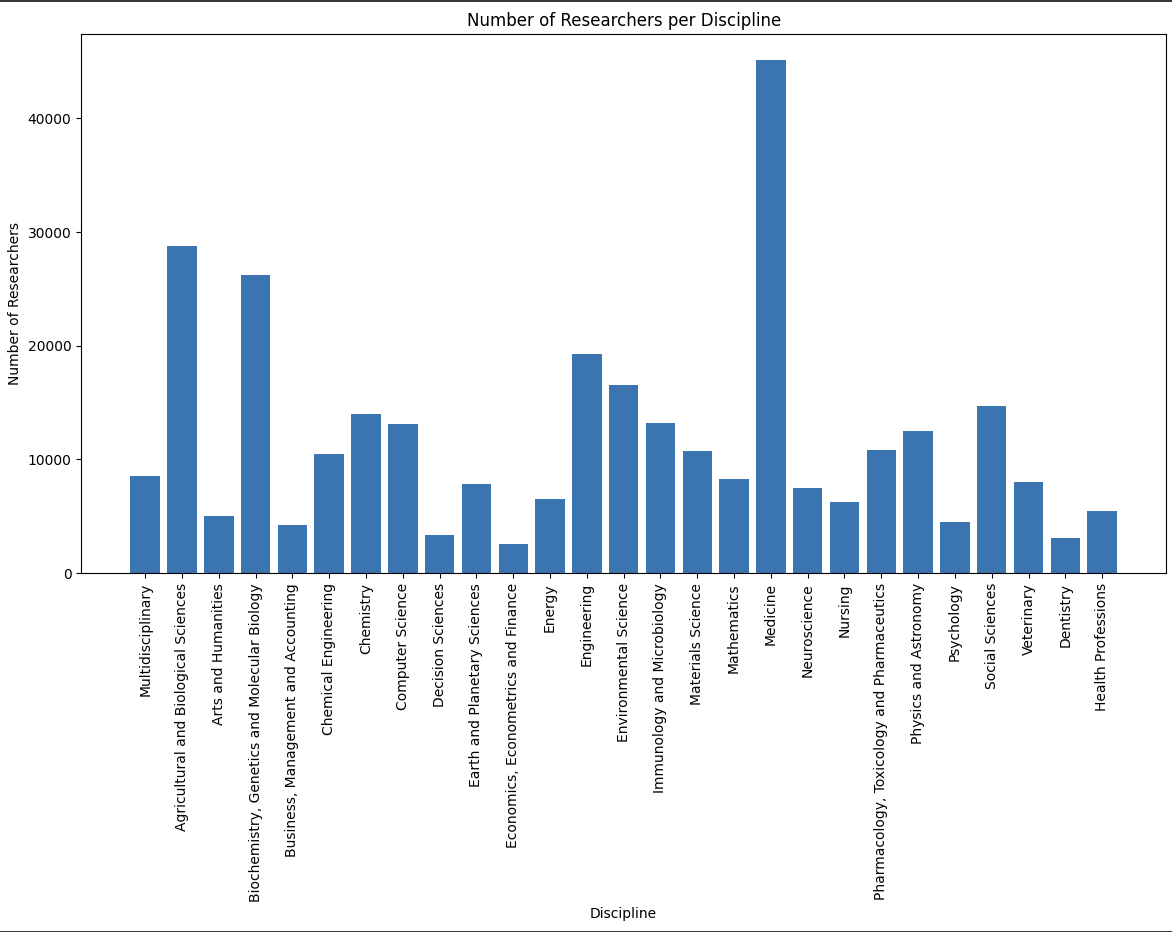 Number of Researchers per Discipline
Number of Researchers
40000
30000
20000
10000
0
Multidisciplinary
Agricultural and Biological Sciences
Arts and Humanities
Biochemistry, Genetics and Molecular Biology
Business, Management and Accounting
Chemical Engineering
Chemistry
Computer Science
Decision Sciences
Earth and Planetary Sciences
Economics, Econometrics and Finance
Energy
Engineering
Environmental Science
Immunology and Microbiology
Materials Science
Mathematics
Medicine
Neuroscience
Nursing
Pharmacology, Toxicology and Pharmaceutics
Physics and Astronomy
Psychology
Social Sciences
Veterinary
Dentistry
Health Professions
Discipline